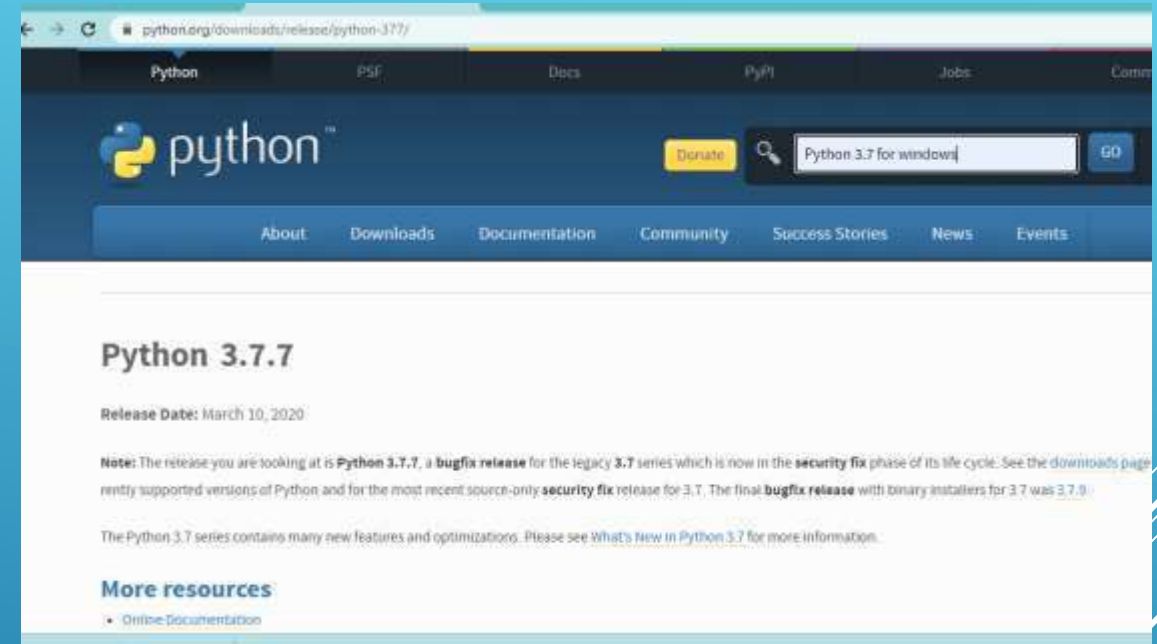 python.org/downloads/release/python-377/
Python PSF Docs PyPI Jobs
python
Donate Python 3.7 for windows GO
About Downloads Documentation Community Success Stories News Events
Python 3.7.7
Release Date: March 10, 2020
Note: The release you are looking at is Python 3.7.7, a bugfix release for the legacy 3.7 series which is now in the security fix phase of its life cycle. See the downloads page
rently supported versions of Python and for the most recent source-only security fix release for 3.7. The final bugfix release with binary installers for 3.7 was 3.7.9.
The Python 3.7 series contains many new features and optimizations. Please see What's New In Python 3.7 for more information.
More resources
• Online Documentation